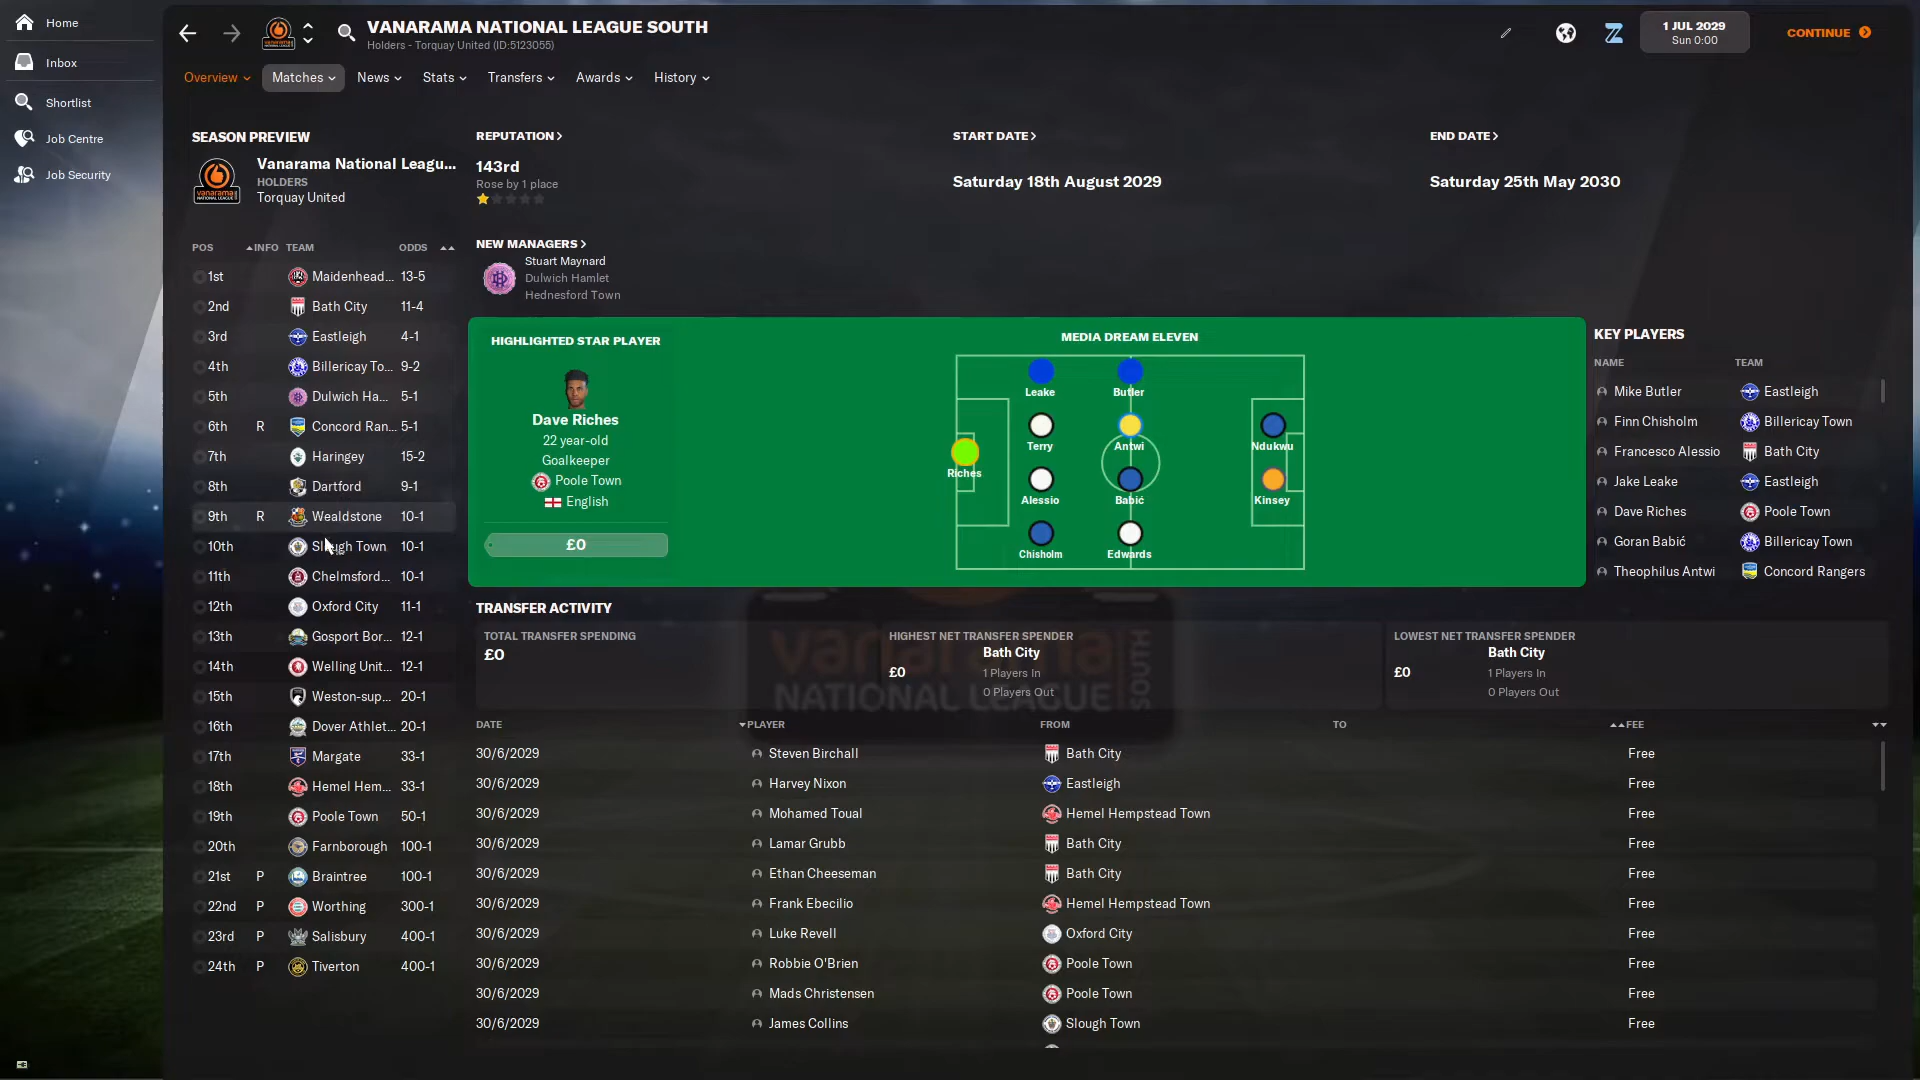 Home
Inbox
Shortlist
Job Centre
Job Security
VANARAMA NATIONAL LEAGUE SOUTH
Holders - Torquay United (ID:5123055)
1 JUL 2029
Sun 0:00
CONTINUE
Overview
Matches
News
Stats
Transfers
Awards
History
SEASON PREVIEW
Vanarama National Leagu...
HOLDERS
Torquay United
REPUTATION
143rd
Rose by 1 place
START DATE
Saturday 18th August 2029
END DATE
Saturday 25th May 2030
NEW MANAGERS
Stuart Maynard
Dulwich Hamlet
Hednesford Town
POS INFO TEAM ODDS
1st Maidenhead... 13-5
2nd Bath City 11-4
3rd Eastleigh 4-1
4th Billericay To... 9-2
5th Dulwich Ha... 5-1
6th R Concord Ran... 5-1
7th Haringey 15-2
8th Dartford 9-1
9th R Wealdstone 10-1
10th Slough Town 10-1
11th Chelmsford... 10-1
12th Oxford City 11-1
13th Gosport Bor... 12-1
14th Welling Unit... 12-1
15th Weston-sup... 20-1
16th Dover Athlet... 20-1
17th Margate 33-1
18th Hemel Hem... 33-1
19th Poole Town 50-1
20th Farnborough 100-1
21st P Braintree 100-1
22nd P Worthing 300-1
23rd P Salisbury 400-1
24th P Tiverton 400-1
HIGHLIGHTED STAR PLAYER
Dave Riches
22 year-old
Goalkeeper
Poole Town
English
£0
MEDIA DREAM ELEVEN
Leake Butler
Terry Antwi Ndukwu
Riches
Alessio Babić Kinsey
Chisholm Edwards
KEY PLAYERS
NAME TEAM
Mike Butler Eastleigh
Finn Chisholm Billericay Town
Francesco Alessio Bath City
Jake Leake Eastleigh
Dave Riches Poole Town
Goran Babić Billericay Town
Theophilus Antwi Concord Rangers
TRANSFER ACTIVITY
TOTAL TRANSFER SPENDING
£0
HIGHEST NET TRANSFER SPENDER
Bath City
£0
1 Players In
0 Players Out
LOWEST NET TRANSFER SPENDER
Bath City
£0
1 Players In
0 Players Out
vanarama
NATIONAL LEAGUE
SOUTH
DATE PLAYER FROM TO FEE
30/6/2029 Steven Birchall Bath City Free
30/6/2029 Harvey Nixon Eastleigh Free
30/6/2029 Mohamed Toual Hemel Hempstead Town Free
30/6/2029 Lamar Grubb Bath City Free
30/6/2029 Ethan Cheeseman Bath City Free
30/6/2029 Frank Ebecilio Hemel Hempstead Town Free
30/6/2029 Luke Revell Oxford City Free
30/6/2029 Robbie O'Brien Poole Town Free
30/6/2029 Mads Christensen Poole Town Free
30/6/2029 James Collins Slough Town Free